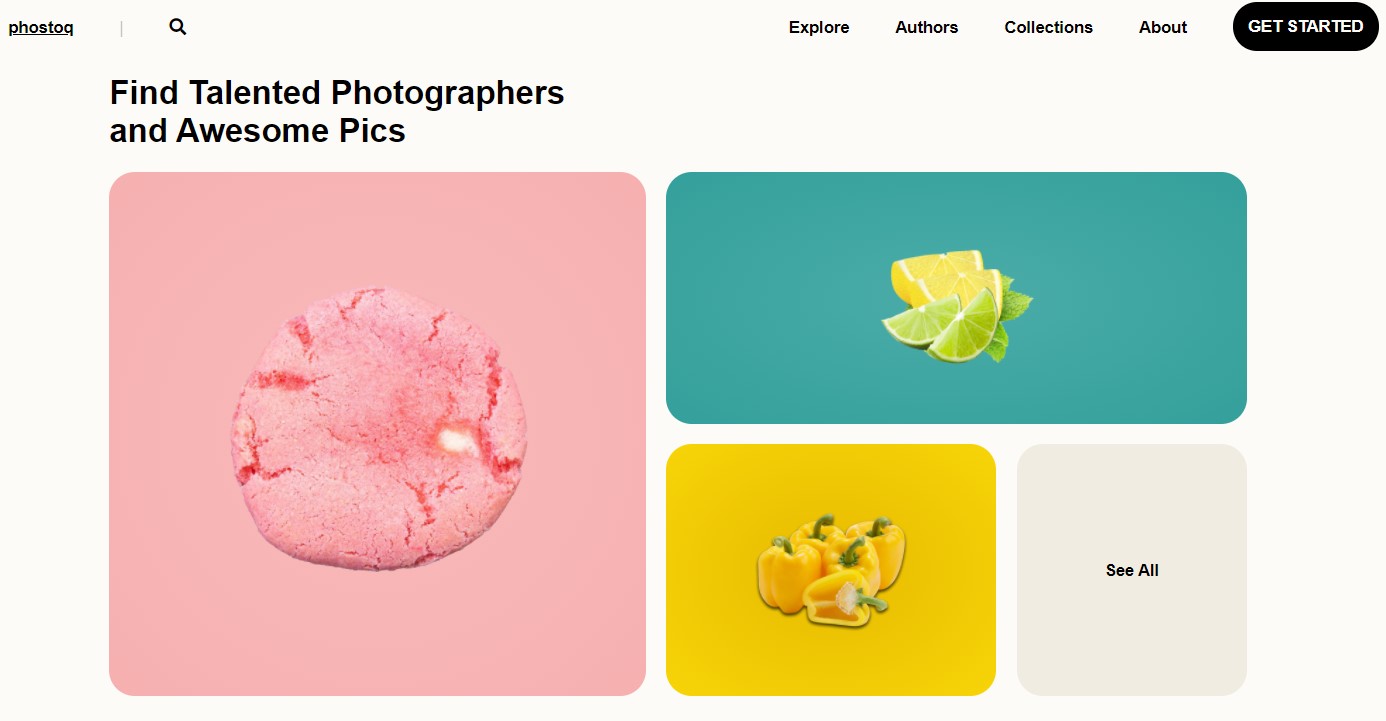 phostoq
|
Explore
Authors
Collections
About
GET STARTED
Find Talented Photographers
and Awesome Pics
See All